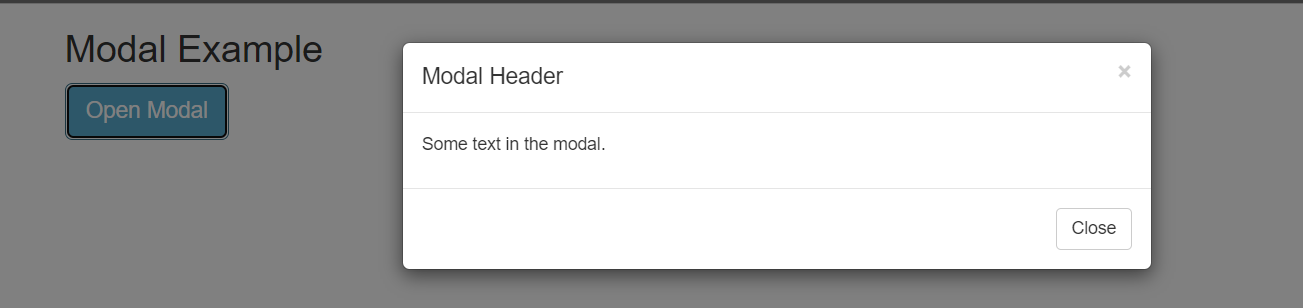 Modal Example
Open Modal
Modal Header
×
Some text in the modal.
Close